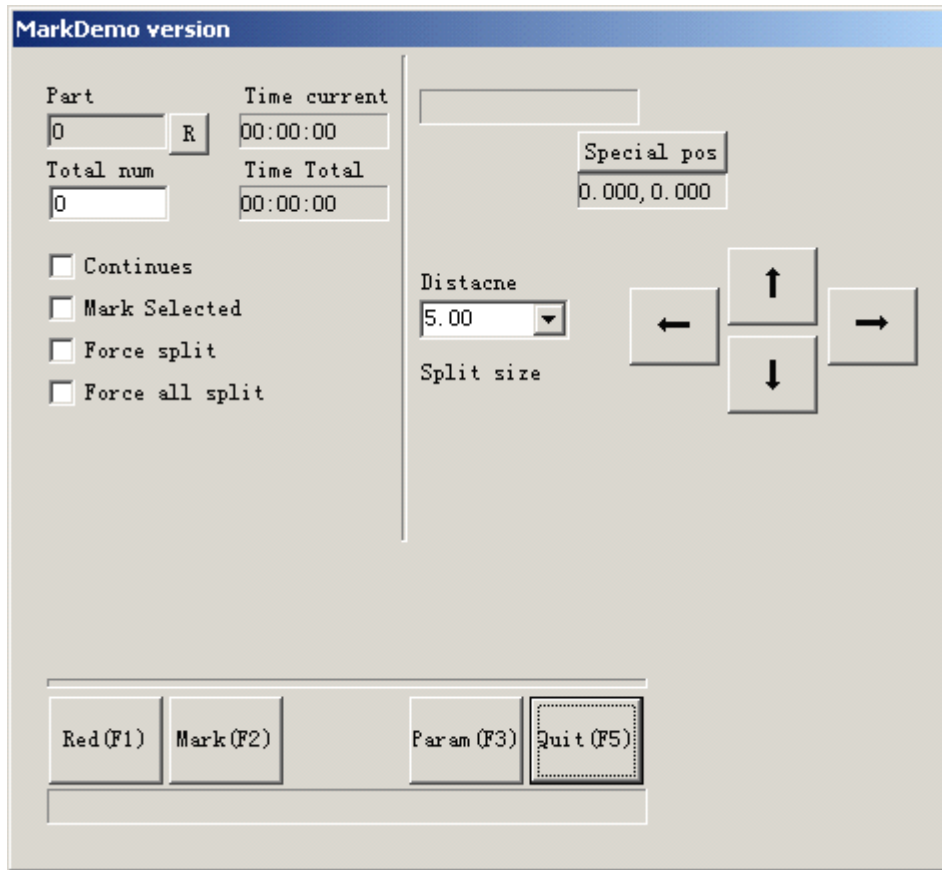 MarkDemo version
Part
Time current
0
R
00:00:00
Total num
Time Total
0
00:00:00
Continues
Mark Selected
Force split
Force all split
Special pos
0.000,0.000
Distacne
5.00
Split size
Red(F1)
Mark(F2)
Param(F3)
Quit(F5)